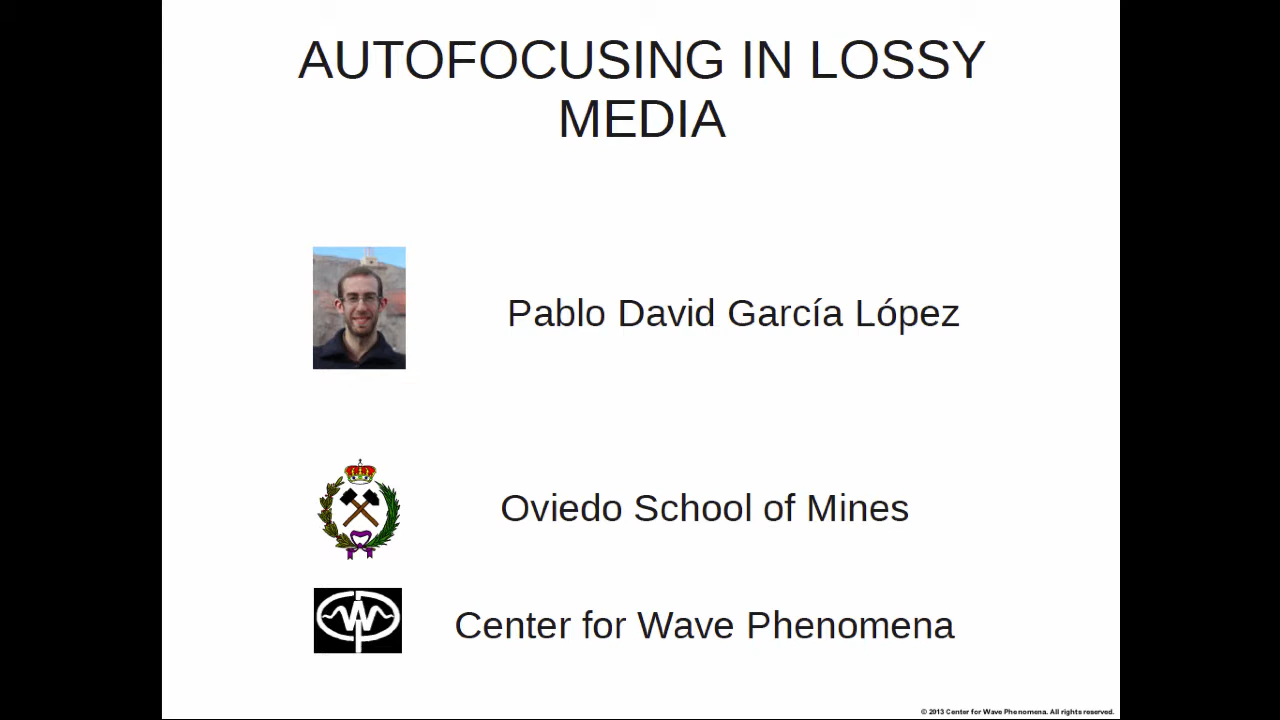 AUTOFOCUSING IN LOSSY
MEDIA
Pablo David García López
Oviedo School of Mines
Center for Wave Phenomena
© 2013 Center for Wave Phenomena. All rights reserved.